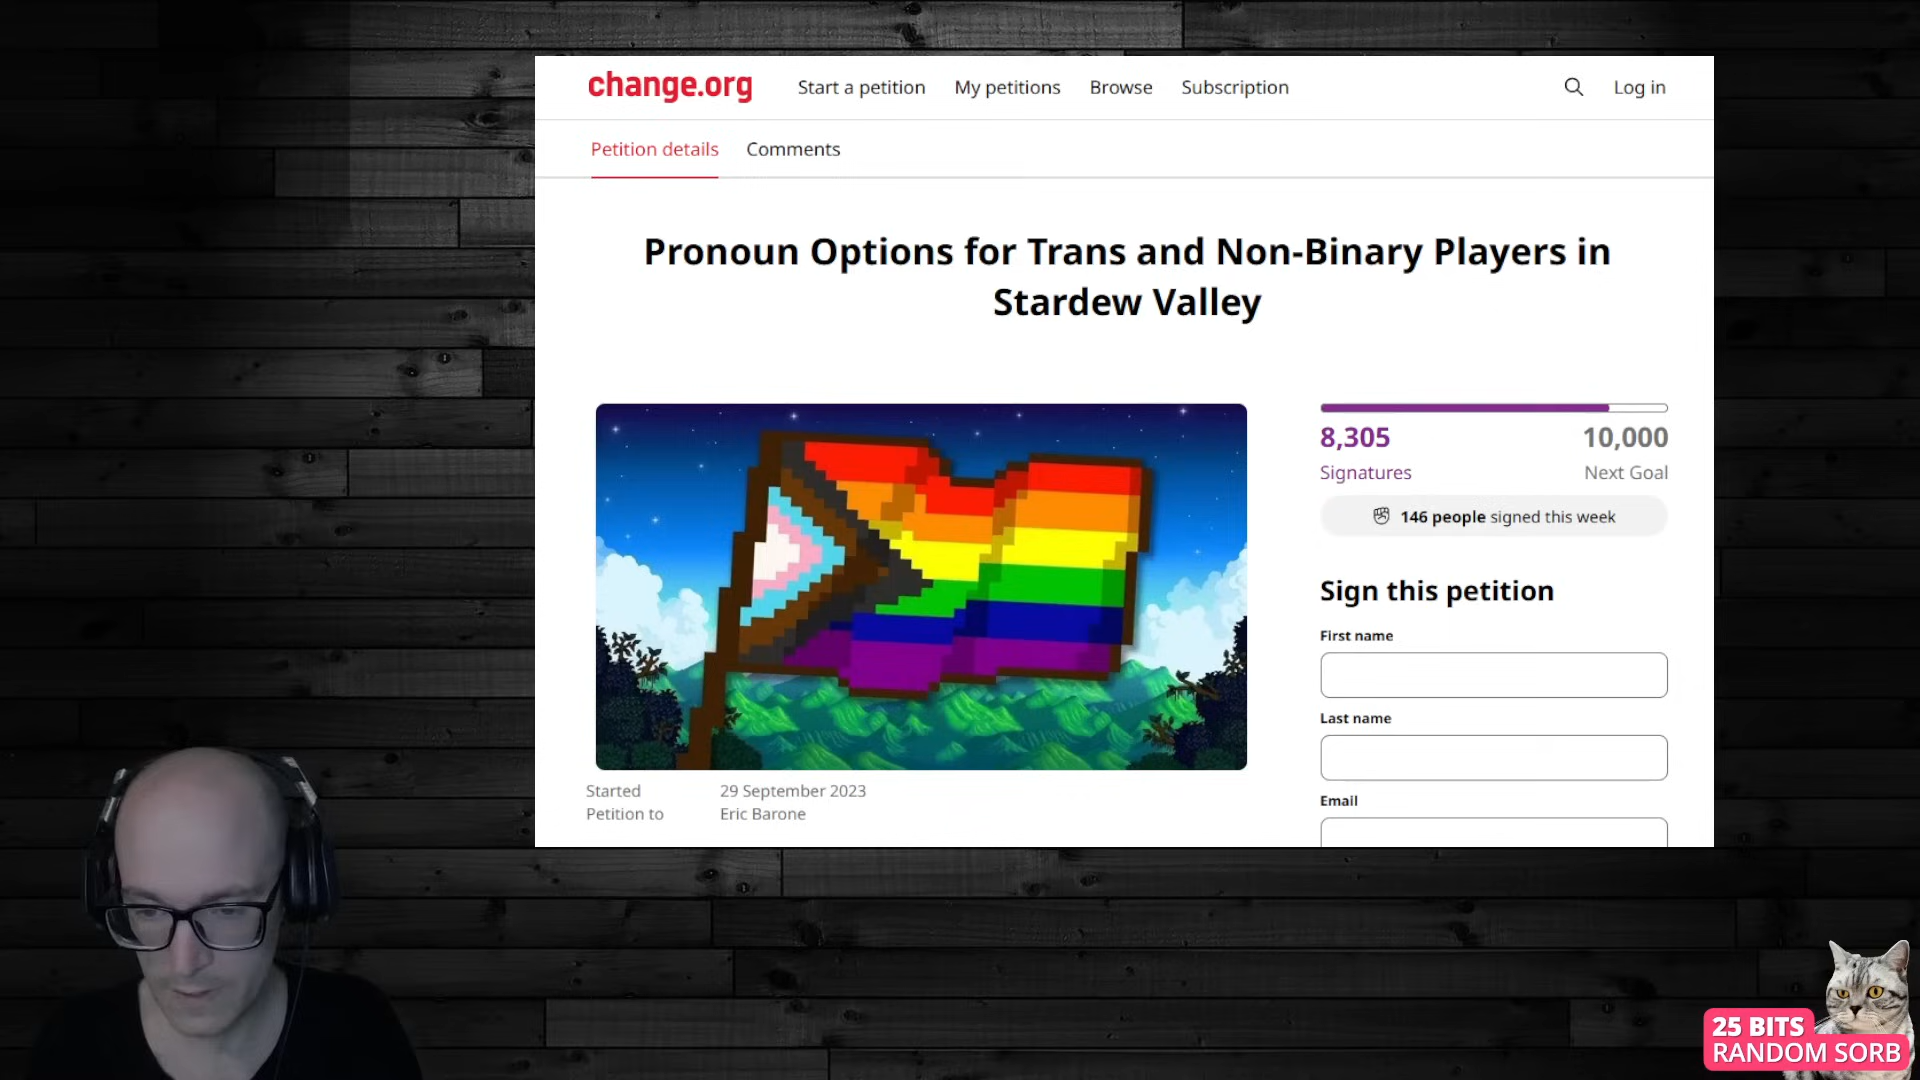 change.org
Start a petition
My petitions
Browse
Subscription
Log in
Petition details
Comments
Pronoun Options for Trans and Non-Binary Players in
Stardew Valley
8,305
10,000
Signatures
Next Goal
146 people signed this week
Sign this petition
First name
Last name
Email
Started
29 September 2023
Petition to
Eric Barone
25 BITS
RANDOM SORB